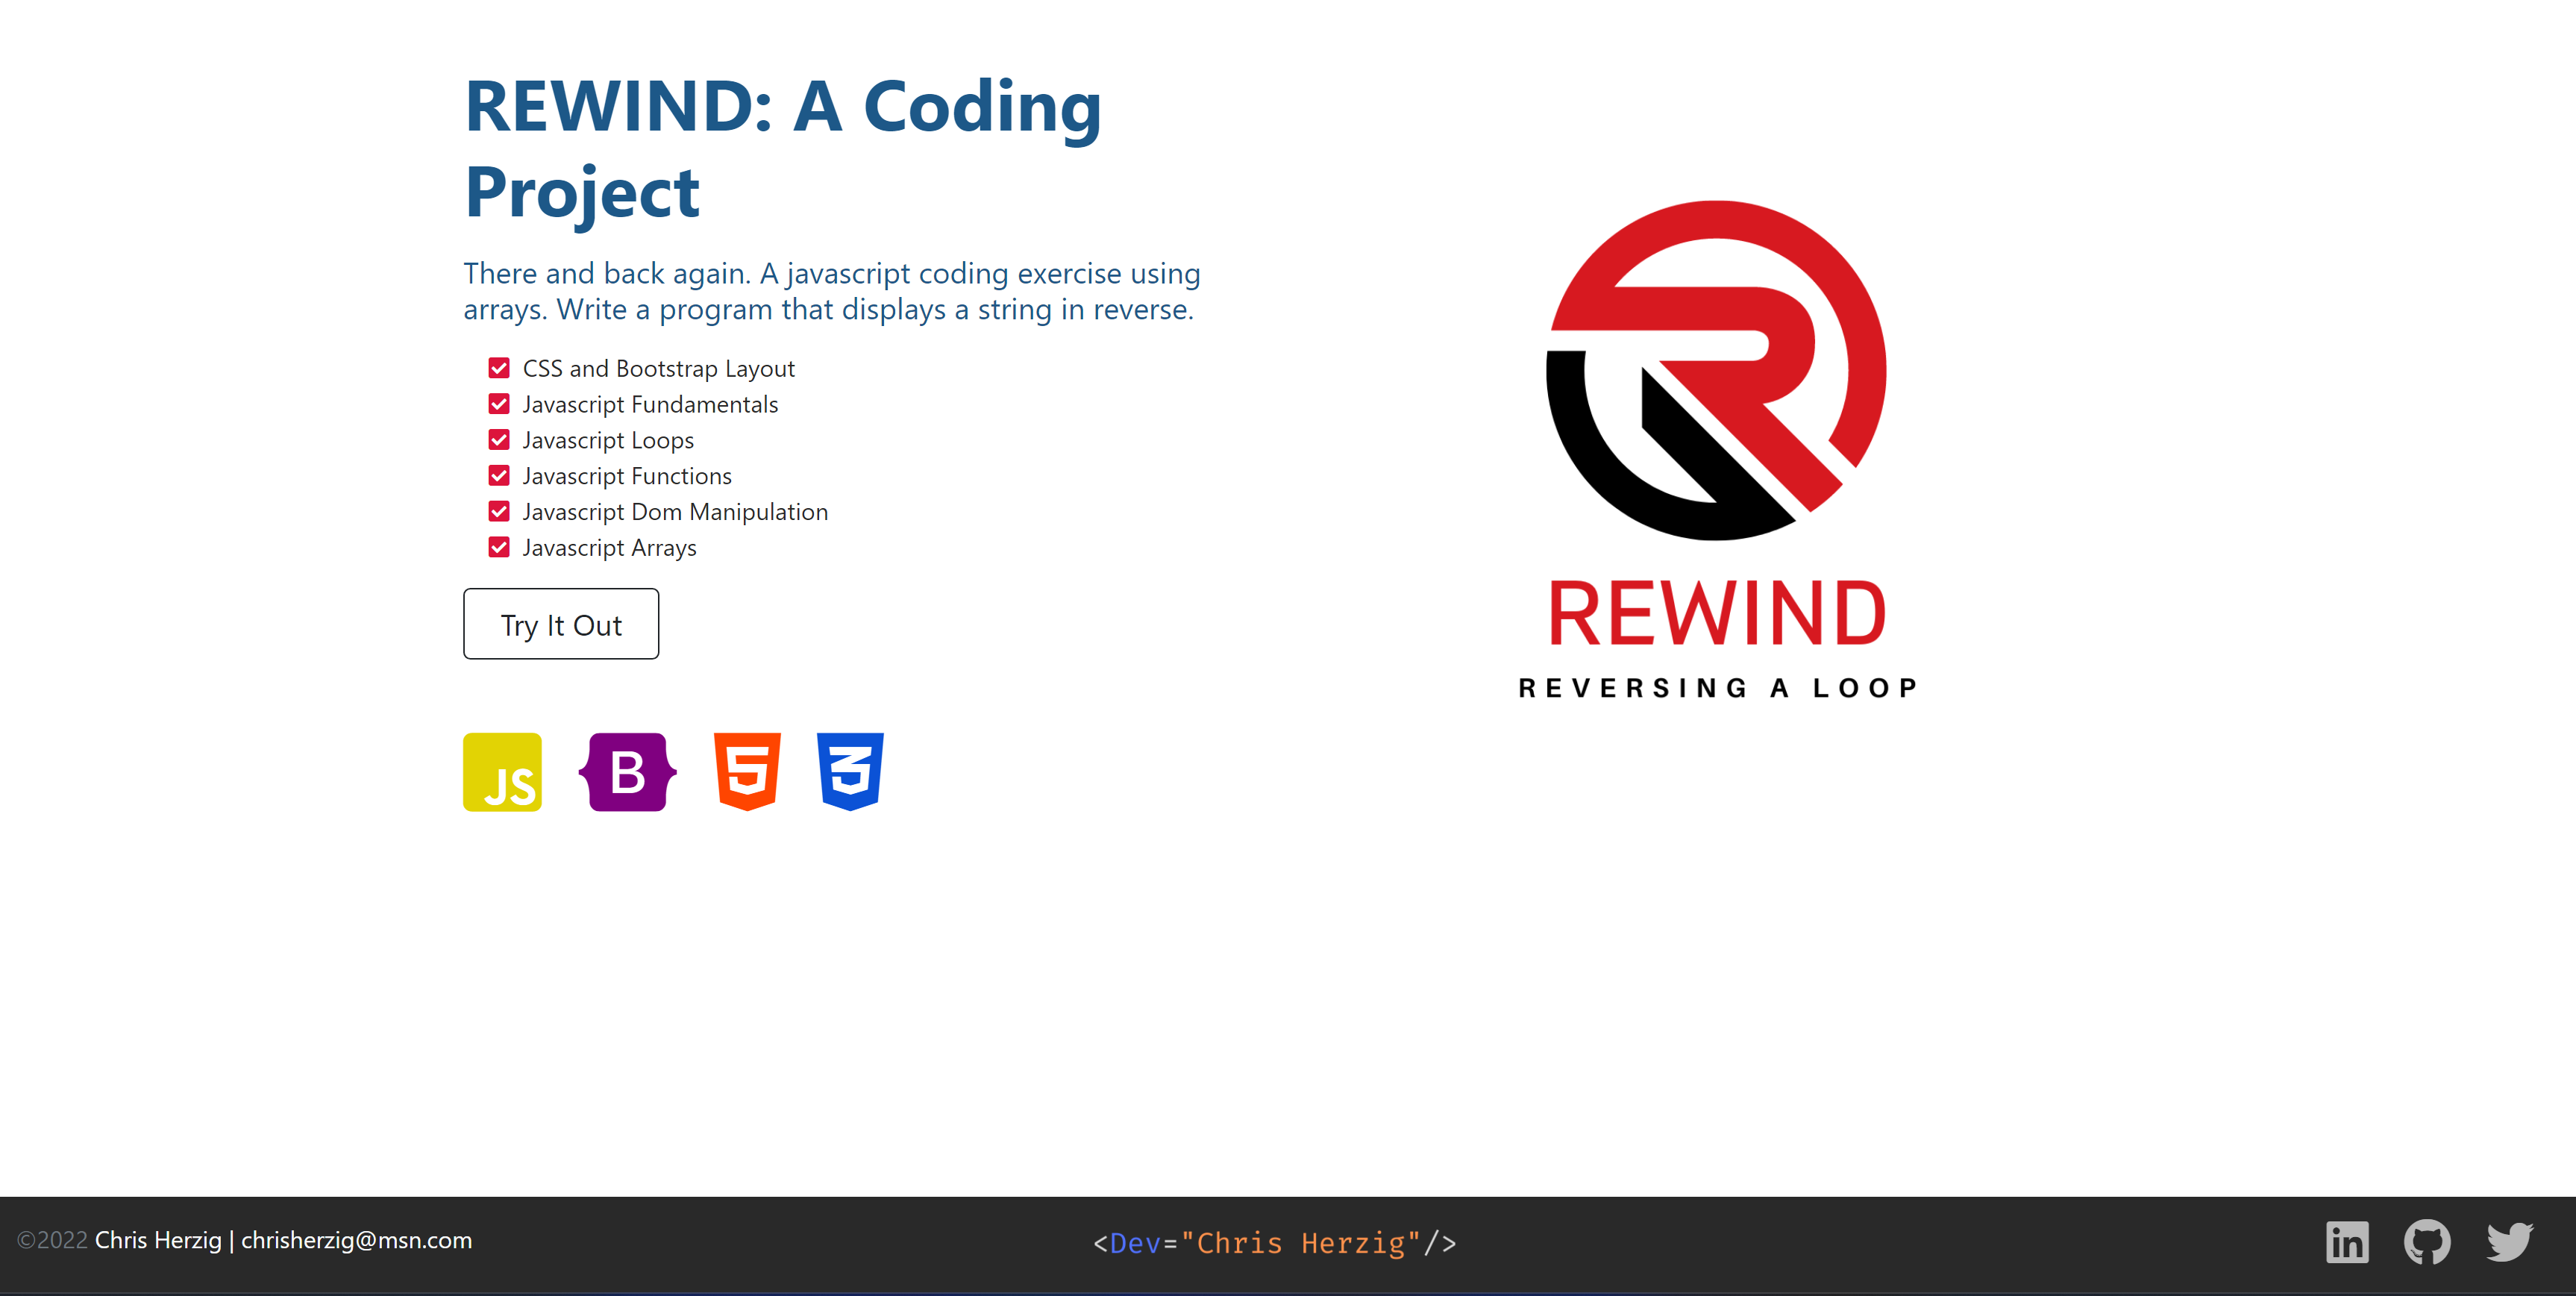 REWIND: A Coding
Project
There and back again. A javascript coding exercise using
arrays. Write a program that displays a string in reverse.
CSS and Bootstrap Layout
Javascript Fundamentals
Javascript Loops
Javascript Functions
Javascript Dom Manipulation
Javascript Arrays
Try It Out
JS B 5 3
R
REWIND
REVERSING A LOOP
©2022 Chris Herzig | chrisherzig@msn.com
<Dev="Chris Herzig"/>
in